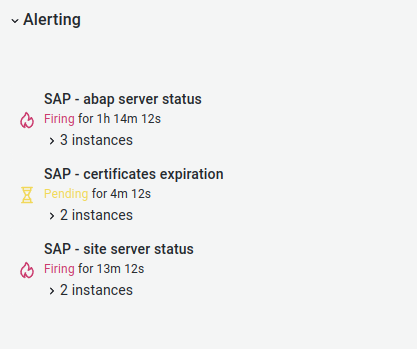 Alerting
SAP - abap server status
Firing for 1h 14m 12s
3 instances
SAP - certificates expiration
Pending for 4m 12s
2 instances
SAP - site server status
Firing for 13m 12s
2 instances